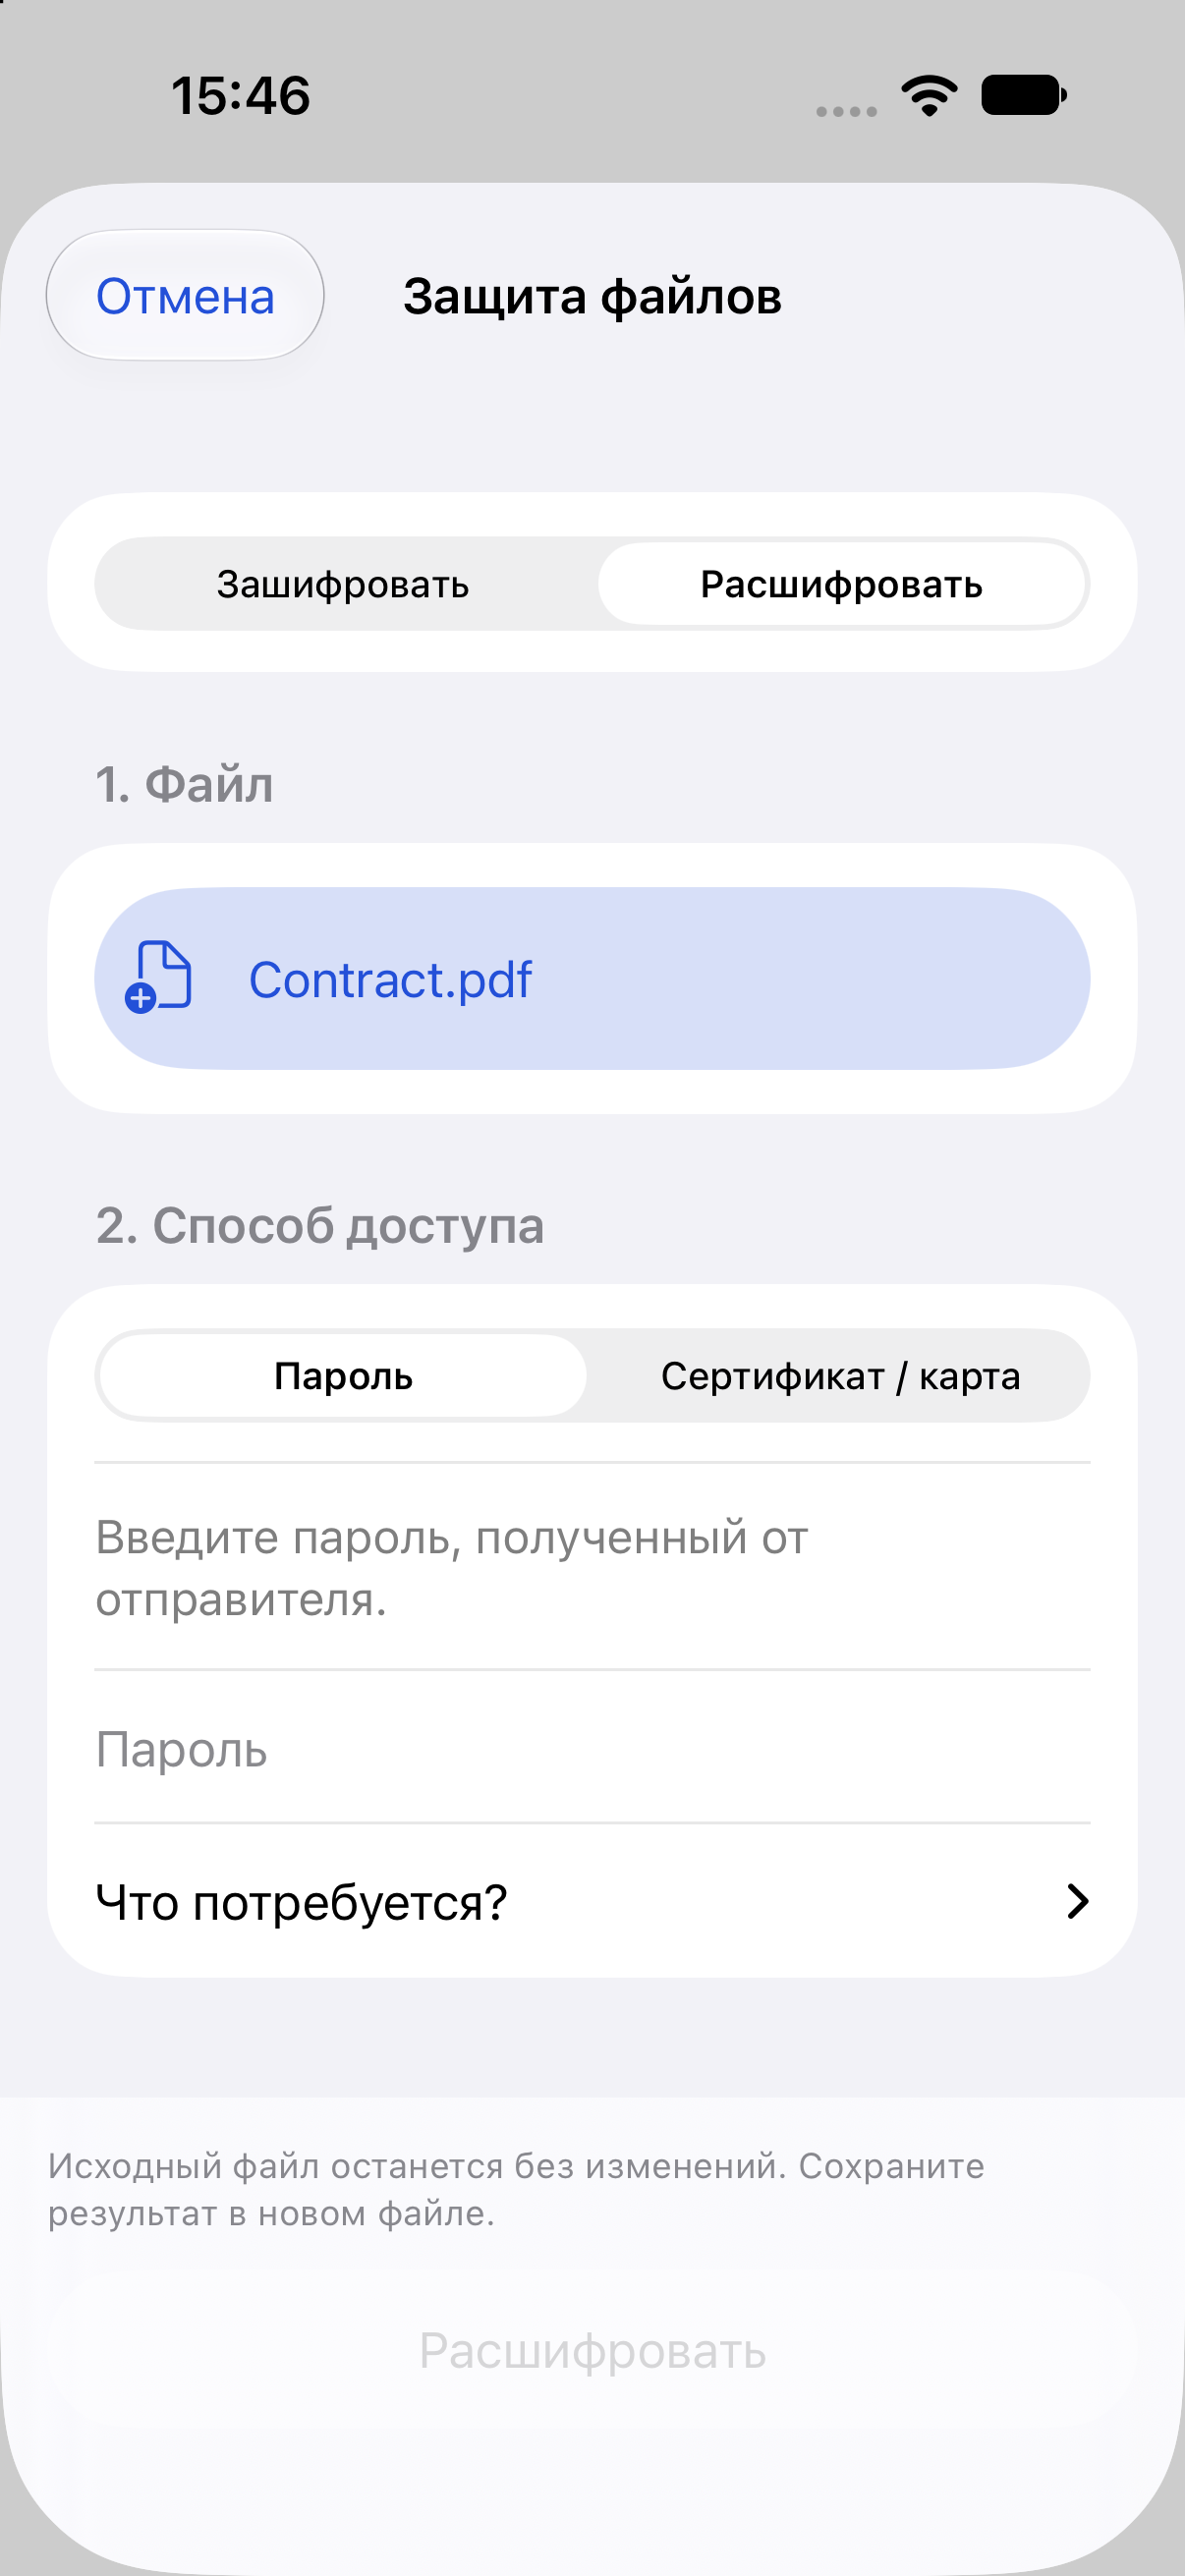 15:46
Отмена
Защита файлов
Зашифровать
Расшифровать
1. Файл
Contract.pdf
2. Способ доступа
Пароль
Сертификат / карта
Введите пароль, полученный от
отправителя.
Пароль
Что потребуется?
Исходный файл останется без изменений. Сохраните
результат в новом файле.
Расшифровать